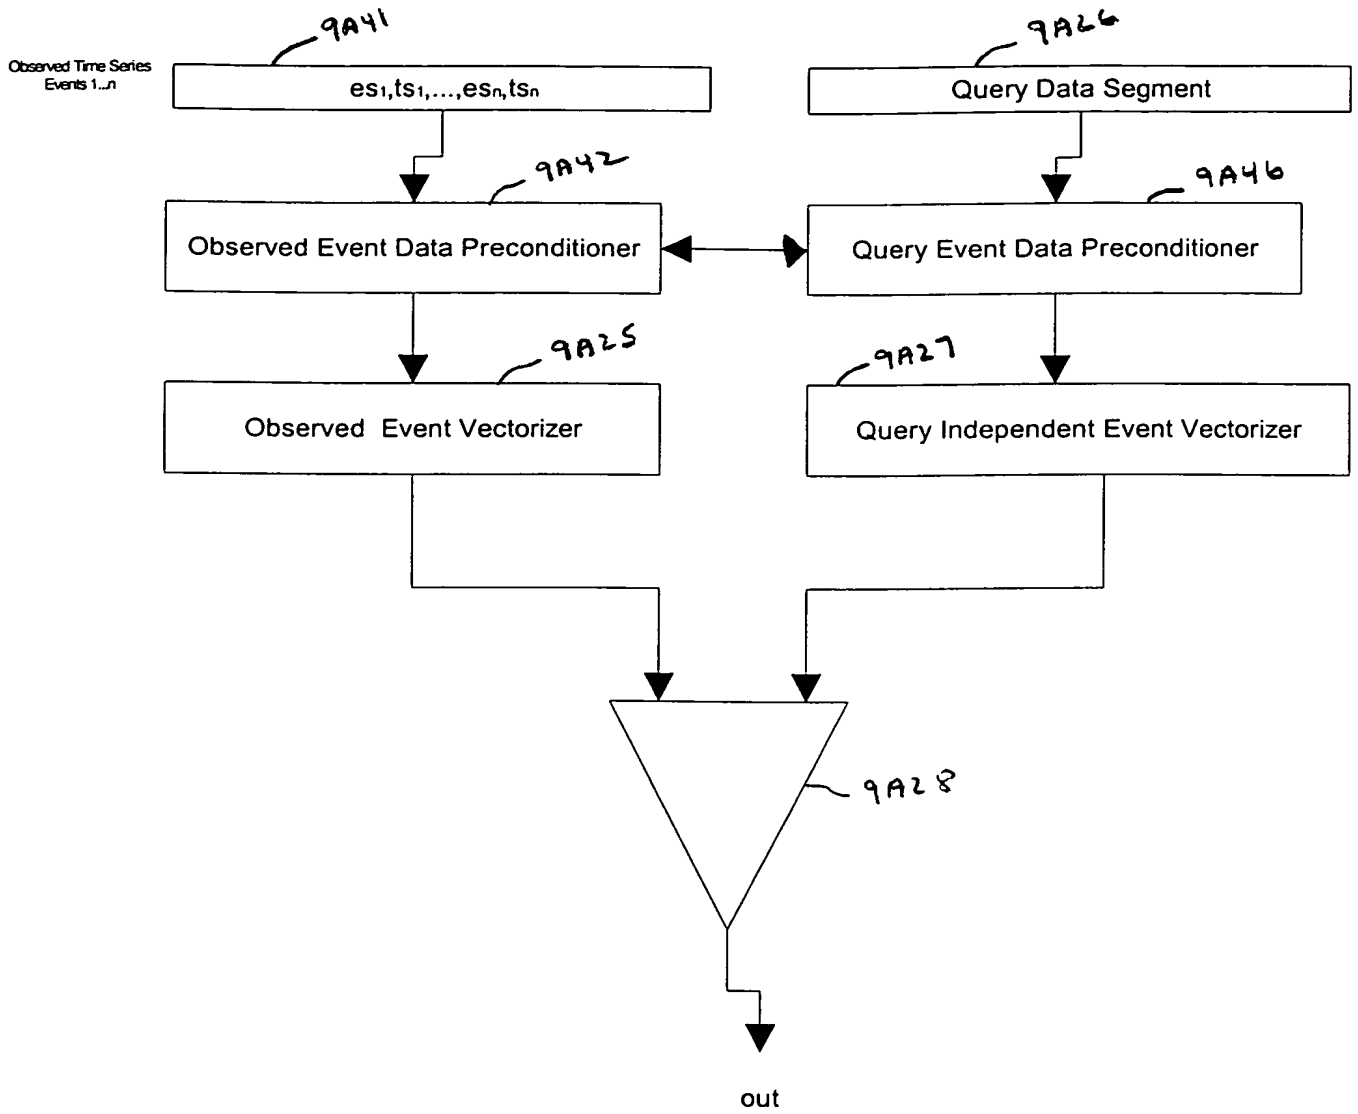 9A41
9A26
Observed Time Series
Events 1...n
es1,ts1,...,esn,tsn
Query Data Segment
9A42
9A46
Observed Event Data Preconditioner
Query Event Data Preconditioner
9A25
9A27
Observed Event Vectorizer
Query Independent Event Vectorizer
9A28
out